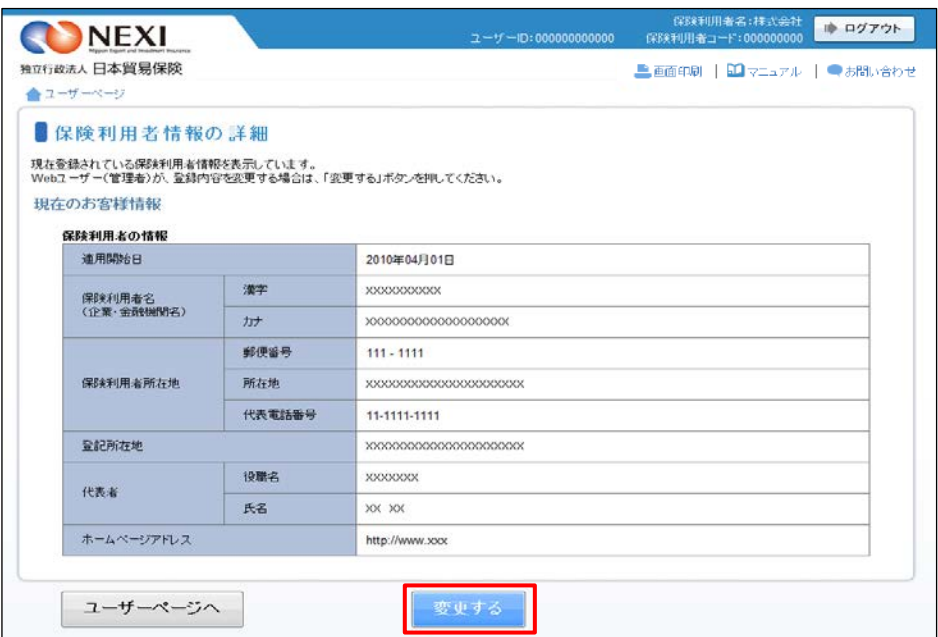 NEXI
Nippon Export and Investment Insurance
独立行政法人 日本貿易保険
ユーザーID:000000000000
保険利用者名:株式会社
保険利用者コード:000000000
ログアウト
画面印刷 | マニュアル | お問い合わせ
ユーザーページ
保険利用者情報の詳細
現在登録されている保険利用者情報を表示しています。
Webユーザー(管理者)が、登録内容を変更する場合は、「変更する」ボタンを押してください。
現在のお客様情報
保険利用者の情報
適用開始日 2010年04月01日
保険利用者名
(企業・金融機関名)
漢字 XXXXXXXXXX
カナ XXXXXXXXXXXXXXXXXXX
保険利用者所在地
郵便番号 111 - 1111
所在地 XXXXXXXXXXXXXXXXXXXXX
代表電話番号 11-1111-1111
登記所在地 XXXXXXXXXXXXXXXXXXXXX
代表者
役職名 XXXXXXX
氏名 XX XX
ホームページアドレス http://www.xxx
ユーザーページへ
変更する